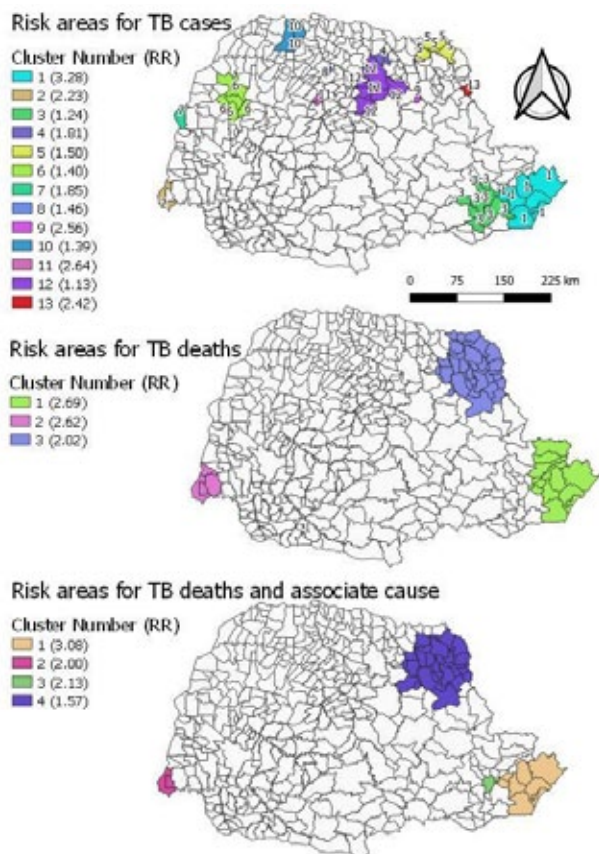 Risk areas for TB cases
Cluster Number (RR)
1 (3.28)
2 (2.23)
3 (1.24)
4 (1.81)
5 (1.50)
6 (1.40)
7 (1.85)
8 (1.46)
9 (2.56)
10 (1.39)
11 (2.64)
12 (1.13)
13 (2.42)
0 75 150 225 km
Risk areas for TB deaths
Cluster Number (RR)
1 (2.69)
2 (2.62)
3 (2.02)
Risk areas for TB deaths and associate cause
Cluster Number (RR)
1 (3.08)
2 (2.00)
3 (2.13)
4 (1.57)